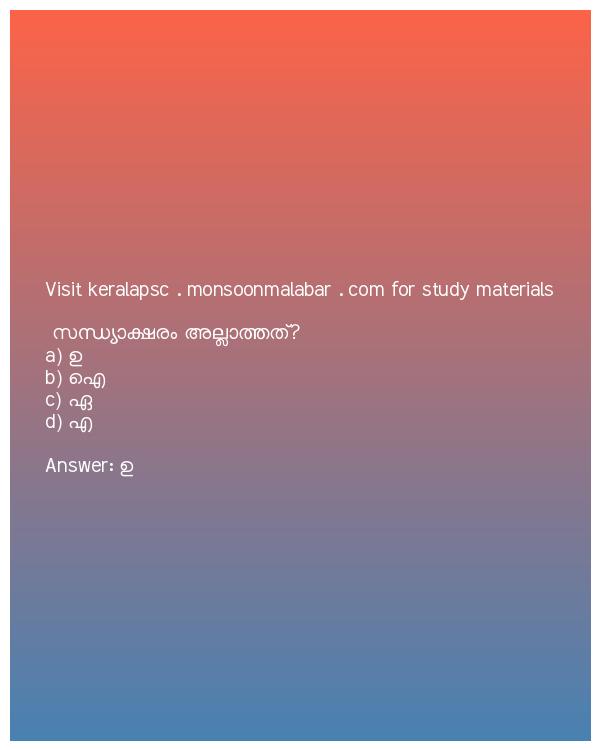 Visit keralapsc . monsoonmalabar . com for study materials
സന്ധ്യാക്ഷരം അല്ലാത്തത്?
a) ഉ
b) ഐ
c) ഏ
d) എ
Answer: ഉ